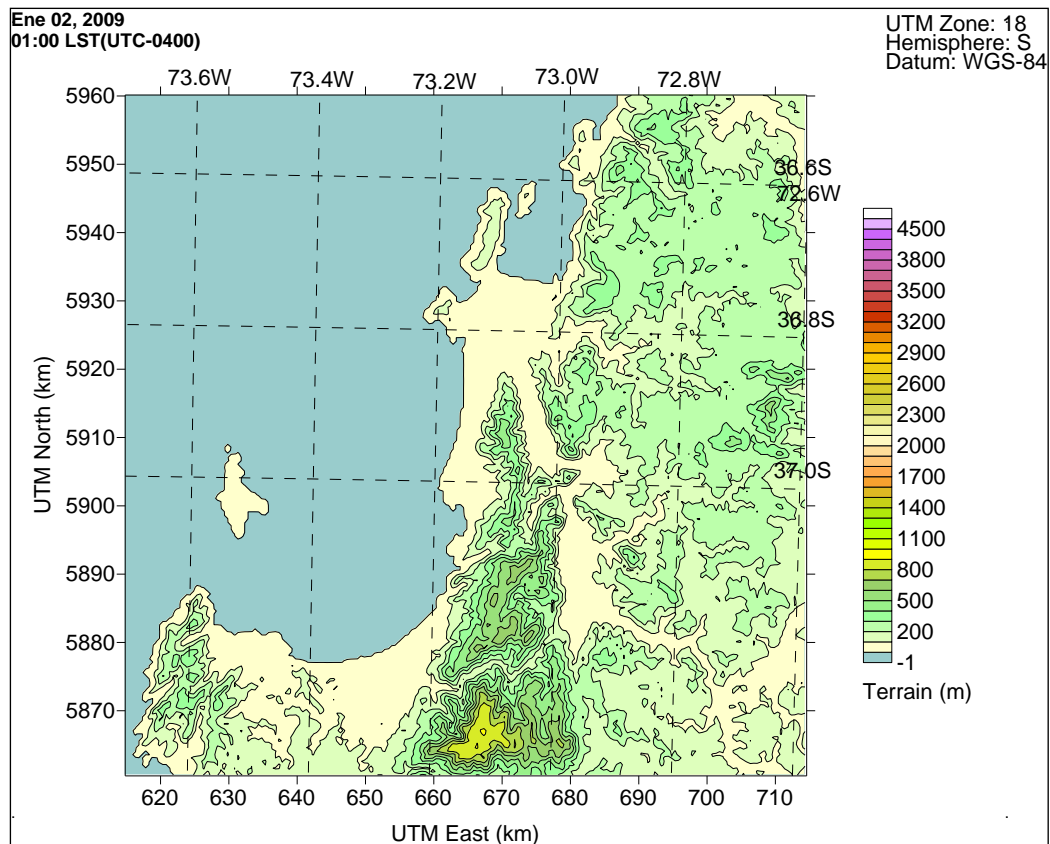 Ene 02, 2009
01:00 LST(UTC-0400)
UTM Zone: 18
Hemisphere: S
Datum: WGS-84
73.6W 73.4W 73.2W 73.0W 72.8W
5960
5950
5940
5930
5920
5910
5900
5890
5880
5870
UTM North (km)
36.6S
72.6W
36.8S
37.0S
620 630 640 650 660 670 680 690 700 710
UTM East (km)
4500
3800
3500
3200
2900
2600
2300
2000
1700
1400
1100
800
500
200
-1
Terrain (m)